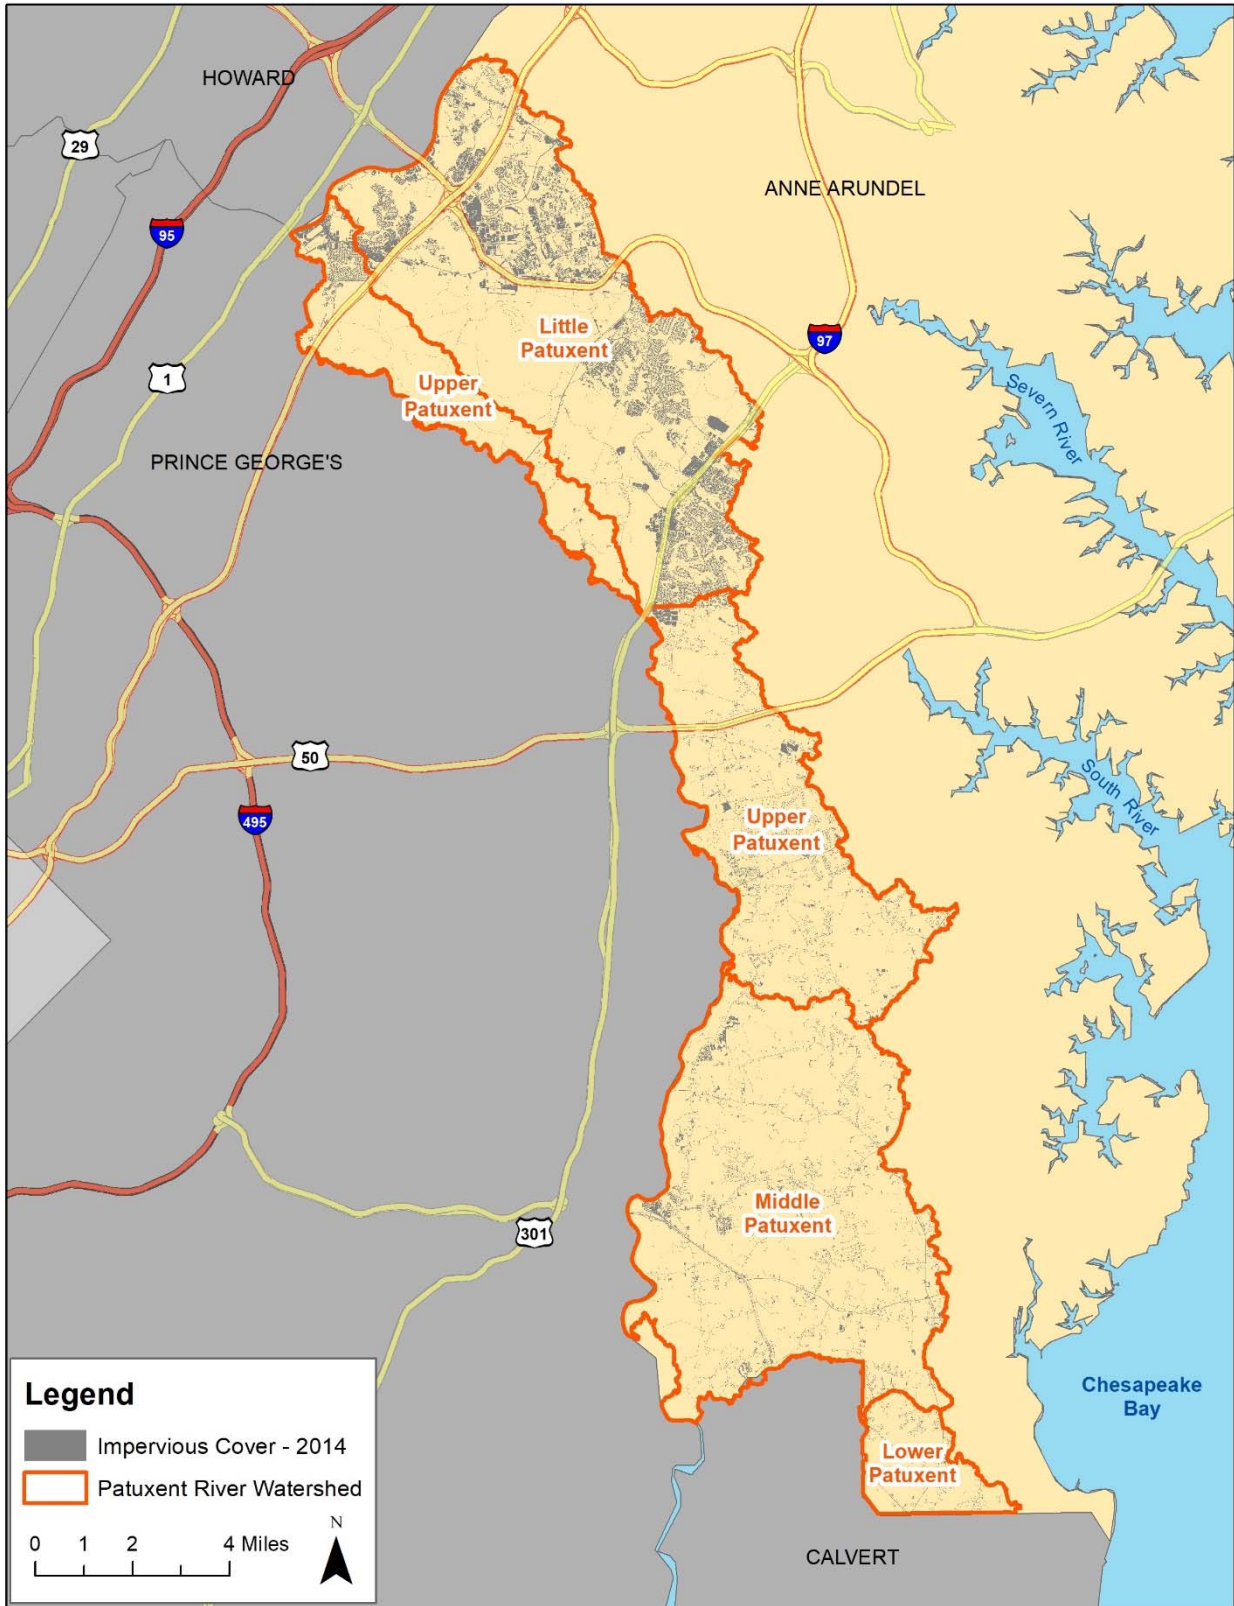 HOWARD
29
ANNE ARUNDEL
95
Little
Patuxent
97
1
Upper
Patuxent
Severn River
PRINCE GEORGE'S
50
South River
495
Upper
Patuxent
Middle
Patuxent
301
Legend
Impervious Cover - 2014
Patuxent River Watershed
0 1 2 4 Miles
N
Chesapeake
Bay
Lower
Patuxent
CALVERT